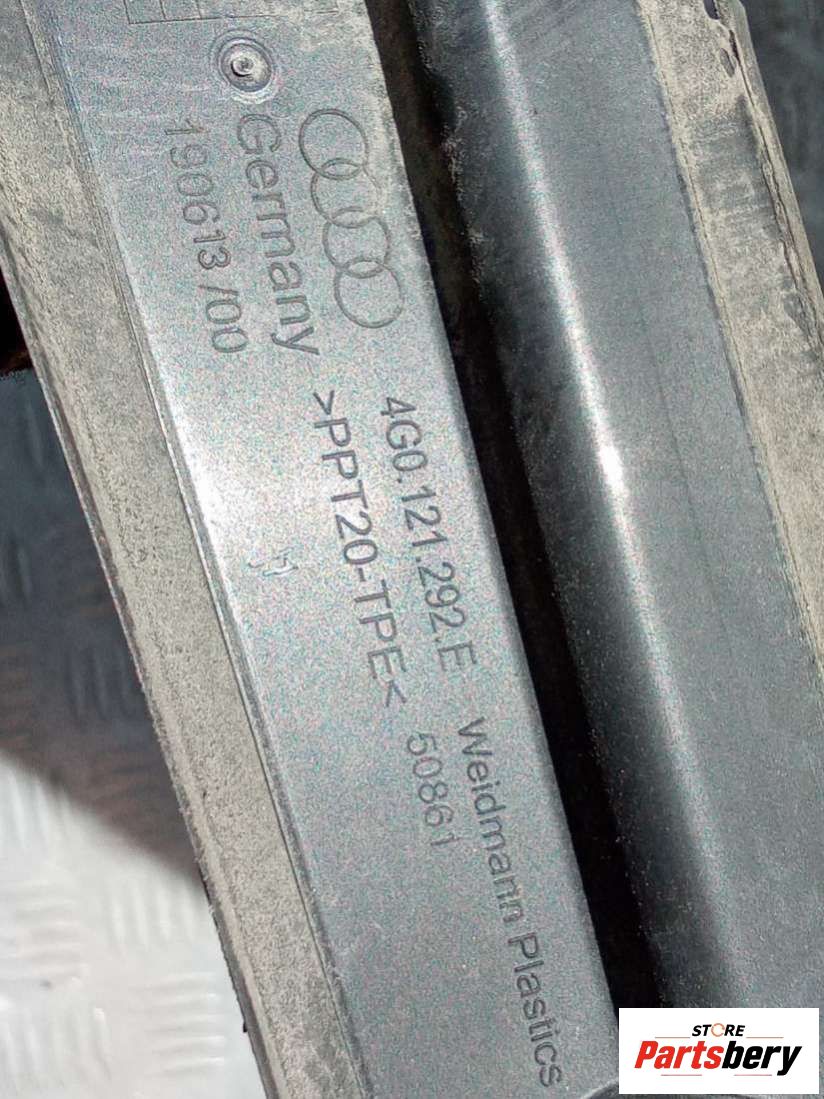 4G0.121.292.E Weidmann Plastics
Germany >PPT20-TPE< 50861
190613/00
STORE
Partsbery